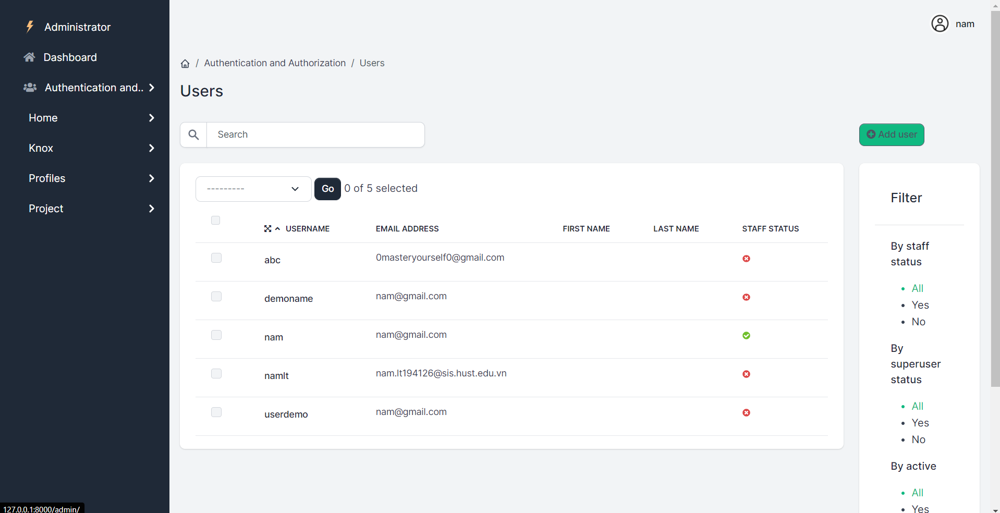 Administrator
Dashboard
Authentication and..
Home
Knox
Profiles
Project
nam
/ Authentication and Authorization / Users
Users
Search
Add user
--------- Go 0 of 5 selected
USERNAME EMAIL ADDRESS FIRST NAME LAST NAME STAFF STATUS
abc 0masteryourself0@gmail.com
demoname nam@gmail.com
nam nam@gmail.com
namlt nam.lt194126@sis.hust.edu.vn
userdemo nam@gmail.com
Filter
By staff
status
All
Yes
No
By
superuser
status
All
Yes
No
By active
All
Yes
127.0.0.1:8000/admin/